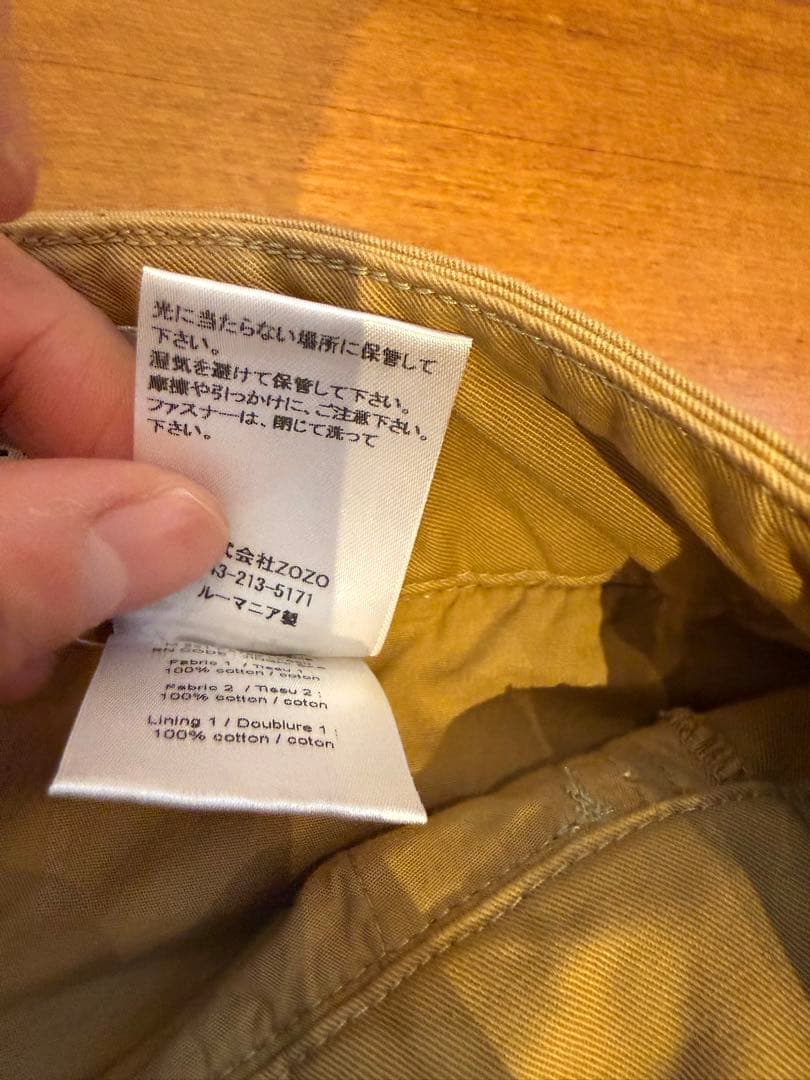 光に当たらない場所に保管して
下さい。
湿気を避けて保管して下さい。
摩擦や引っかけに、ご注意下さい。
ファスナーは、閉じて洗って
下さい。
式会社ZOZO
3-213-5171
ルーマニア製
RN CODE :
Fabric 1 / Tissu 1 :
100% cotton / coton
Fabric 2 / Tissu 2 :
100% cotton / coton
Lining 1 / Doublure 1 :
100% cotton / coton